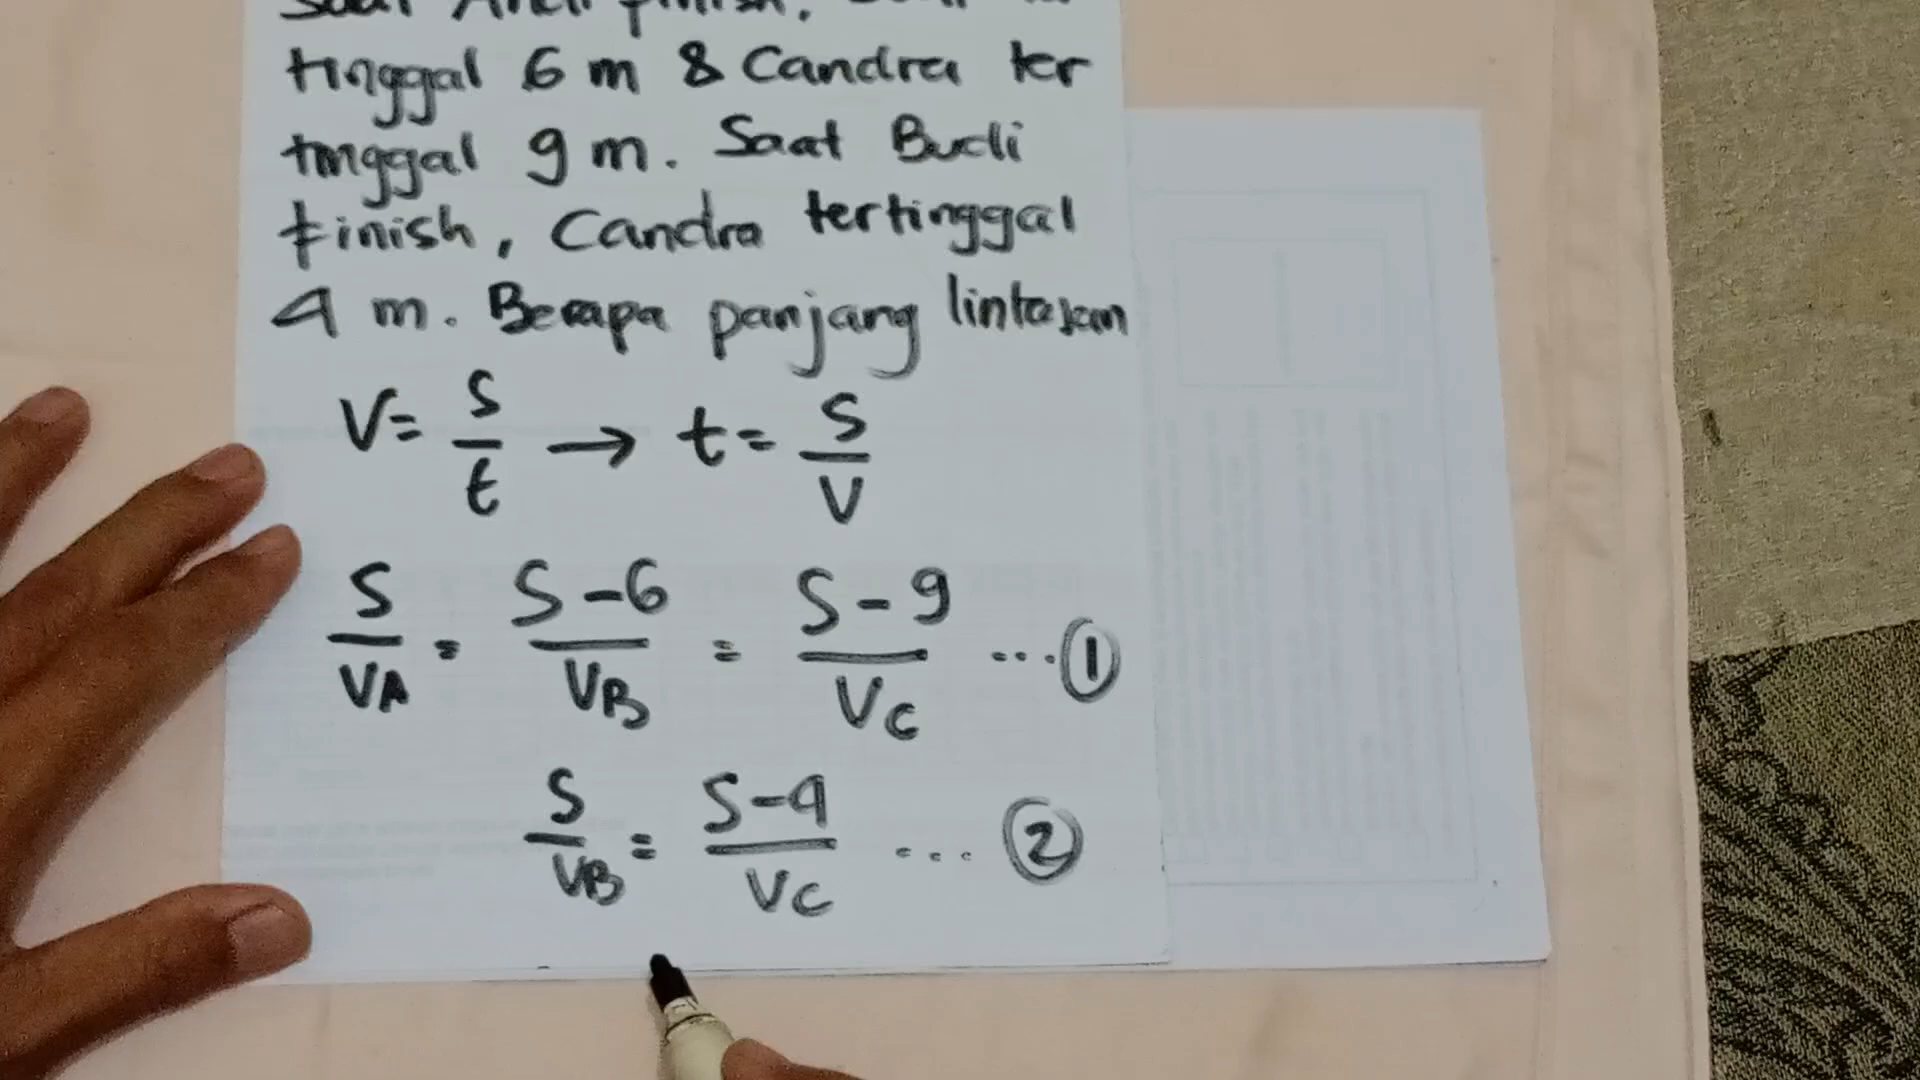 tinggal 6 m & Candra ter
tinggal 9 m. Saat Budi
finish, Candra tertinggal
4 m. Berapa panjang lintasan
V = s/t → t = s/v
S/VA = S-6/VB = S-9/VC ... ①
S/VB = S-4/VC ... ②